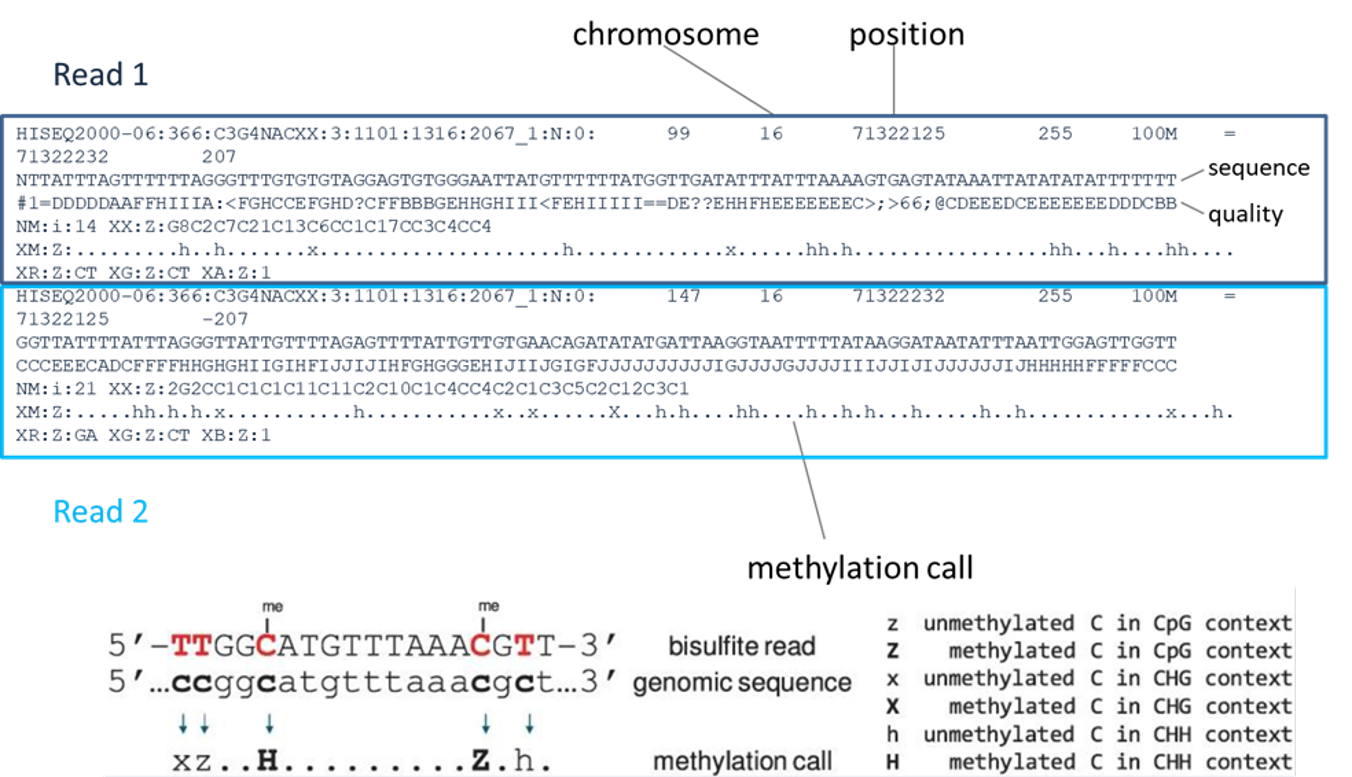 chromosome position
Read 1
HISEQ2000-06:366:C3G4NACXX:3:1101:1316:2067_1:N:0: 99 16 71322125 255 100M =
71322232 207
NTTATTTAGTTTTTTAGGGTTTGTGTGTAGGAGTGTGGGAATTATGTTTTTTATGGTTGATATTTATTTAAAAGTGAGTATAAATTATATATATTTTTTT
sequence
#1=DDDDDAAFFHIIIA:<FGHCCEFGHD?CFFBBBGEHHGHIII<FEHIIIIII==DE??EHHFHEEEEEEEC>;>66;@CDEEEDCEEEEEEEDDDCBB
quality
NM:i:14 XX:Z:G8C2C7C21C13C6CC1C17CC3C4CC4
XM:Z:.........h..h.......x.....................h.............x......hh.h.................hh...h....hh....
XR:Z:CT XG:Z:CT XA:Z:1
HISEQ2000-06:366:C3G4NACXX:3:1101:1316:2067_1:N:0: 147 16 71322232 255 100M =
71322125 -207
GGTTATTTTATTTAGGGTTATTGTTTTAGAGTTTTATTGTTGTGAACAGATATATGATTAAGGTAATTTTTATAAGGATAATATTTAATTGGAGTTGGTT
CCCEEECADCFFFFHHGHGHIIGIHFIJJIJIHFGHGGGEHIJIIJGIGFJJJJJJJJJJIGJJJJGJJJJIIIJJIJIJJJJJJIJHHHHHFFFFFCCC
NM:i:21 XX:Z:2G2CC1C1C1C11C11C2C10C1C4CC4C2C1C3C5C2C12C3C1
XM:Z:.....hh.h.h.x...........h...........x..x......X...h.h....hh....h..h.h...h.....h..h............x...h.
XR:Z:GA XG:Z:CT XB:Z:1
Read 2
methylation call
me me
5'-TTGGCATGTTTAAACGTT-3' bisulfite read
5'...ccggcatgtttaaacgct...3' genomic sequence
xz..H.........Z.h. methylation call
z unmethylated C in CpG context
Z methylated C in CpG context
x unmethylated C in CHG context
X methylated C in CHG context
h unmethylated C in CHH context
H methylated C in CHH context